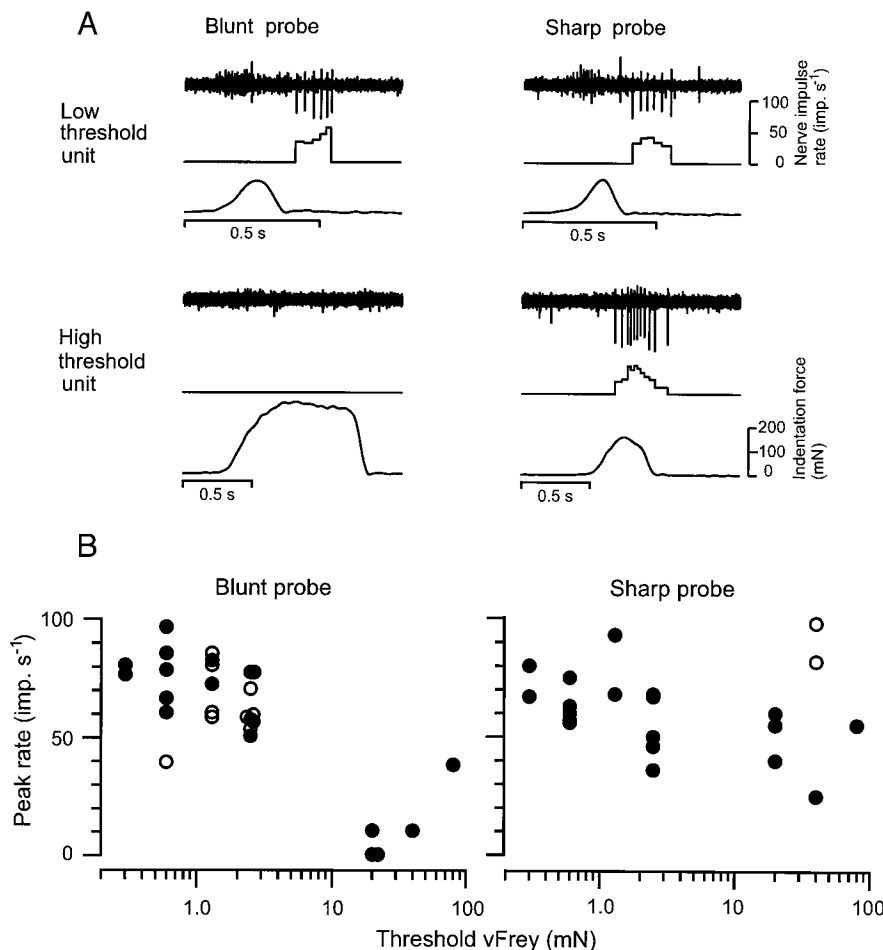 A
Blunt probe
Sharp probe
Low
threshold
unit
100
50
0
Nerve impulse
rate (imp. s-1)
0.5 s
0.5 s
High
threshold
unit
200
100
0
Indentation force
(mN)
0.5 s
0.5 s
B
Blunt probe
Sharp probe
Peak rate (imp. s-1)
100
50
0
1.0
10
100
1.0
10
100
Threshold vFrey (mN)